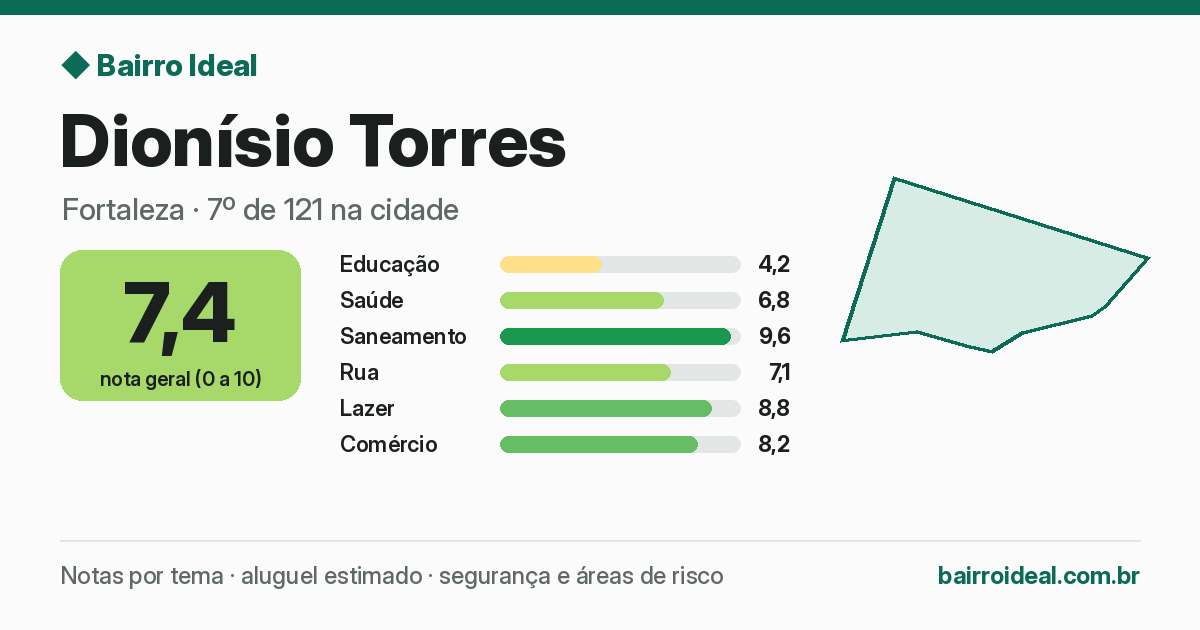 Bairro Ideal
Dionísio Torres
Fortaleza · 7º de 121 na cidade
7,4
nota geral (0 a 10)
Educação 4,2
Saúde 6,8
Saneamento 9,6
Rua 7,1
Lazer 8,8
Comércio 8,2
Notas por tema · aluguel estimado · segurança e áreas de risco
bairroideal.com.br